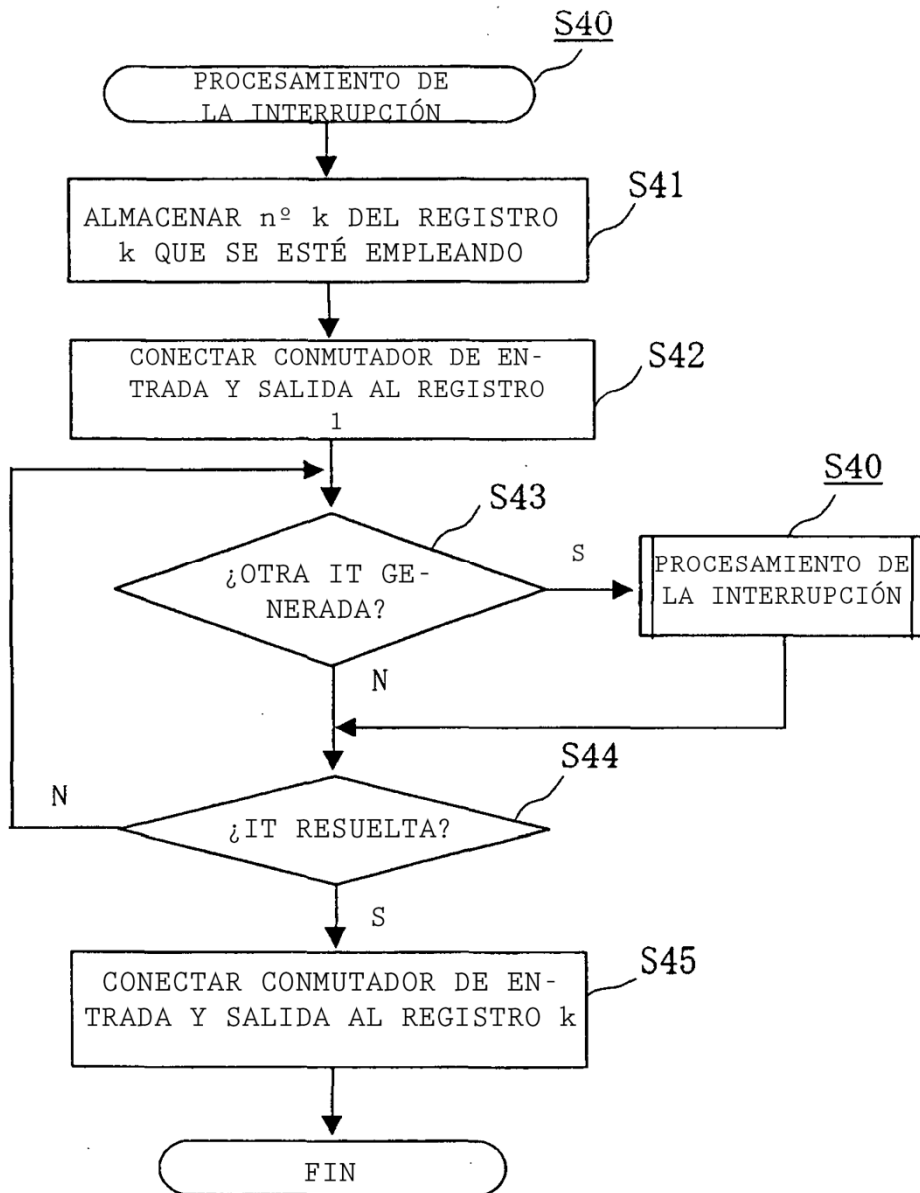 S40
PROCESAMIENTO DE
LA INTERRUPCIÓN
S41
ALMACENAR nº k DEL REGISTRO
k QUE SE ESTÉ EMPLEANDO
S42
CONECTAR CONMUTADOR DE EN-
TRADA Y SALIDA AL REGISTRO
1
S43
¿OTRA IT GE-
NERADA?
S
S40
PROCESAMIENTO DE
LA INTERRUPCIÓN
N
S44
¿IT RESUELTA?
N
S
S45
CONECTAR CONMUTADOR DE EN-
TRADA Y SALIDA AL REGISTRO k
FIN